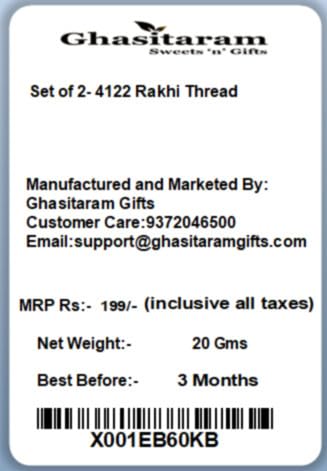 Ghasitaram
Sweets 'n' Gifts
Set of 2- 4122 Rakhi Thread
Manufactured and Marketed By:
Ghasitaram Gifts
Customer Care:9372046500
Email:support@ghasitaramgifts.com
MRP Rs:- 199/- (inclusive all taxes)
Net Weight:- 20 Gms
Best Before:- 3 Months
X001EB60KB